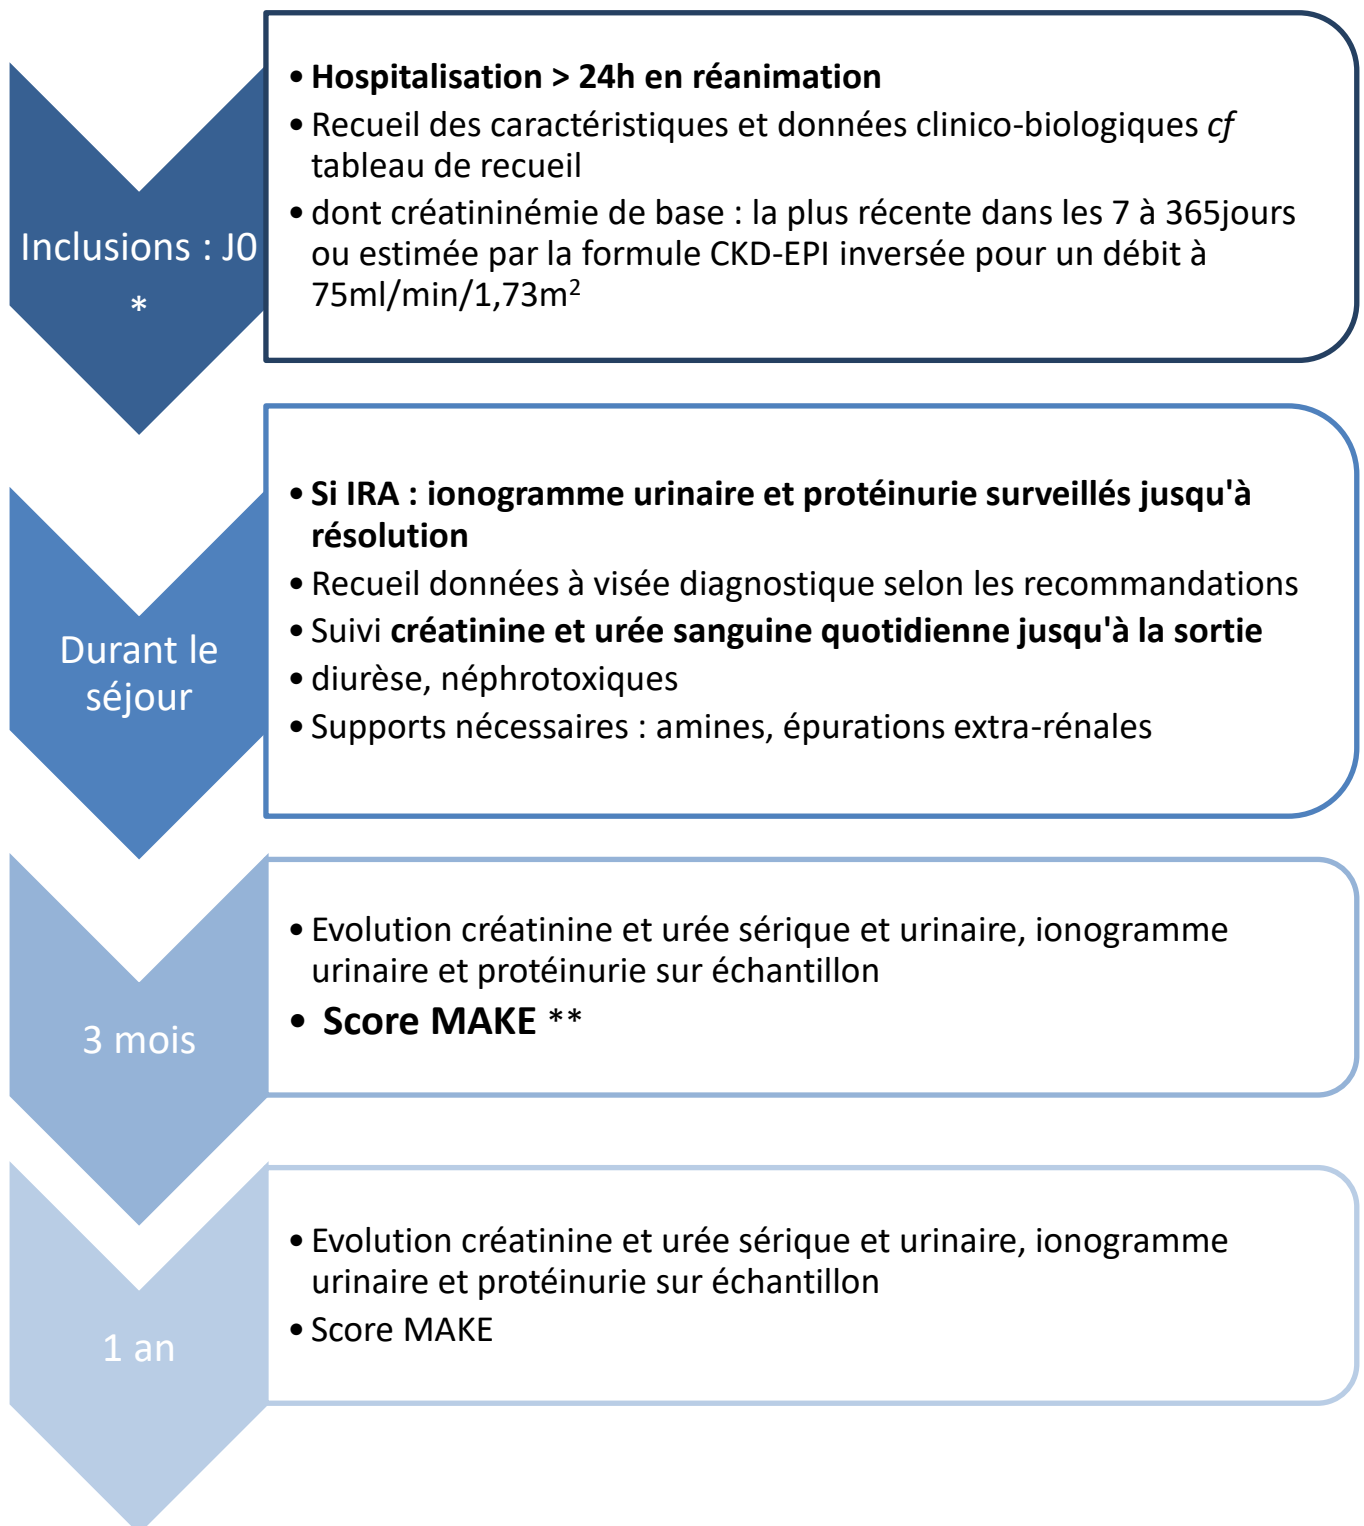 Inclusions : J0
*
• Hospitalisation > 24h en réanimation
• Recueil des caractéristiques et données clinico-biologiques cf
tableau de recueil
• dont créatininémie de base : la plus récente dans les 7 à 365jours
ou estimée par la formule CKD-EPI inversée pour un débit à
75ml/min/1,73m²
Durant le
séjour
• Si IRA : ionogramme urinaire et protéinurie surveillés jusqu'à
résolution
• Recueil données à visée diagnostique selon les recommandations
• Suivi créatinine et urée sanguine quotidienne jusqu'à la sortie
• diurèse, néphrotoxiques
• Supports nécessaires : amines, épurations extra-rénales
3 mois
• Evolution créatinine et urée sérique et urinaire, ionogramme
urinaire et protéinurie sur échantillon
• Score MAKE **
1 an
• Evolution créatinine et urée sérique et urinaire, ionogramme
urinaire et protéinurie sur échantillon
• Score MAKE